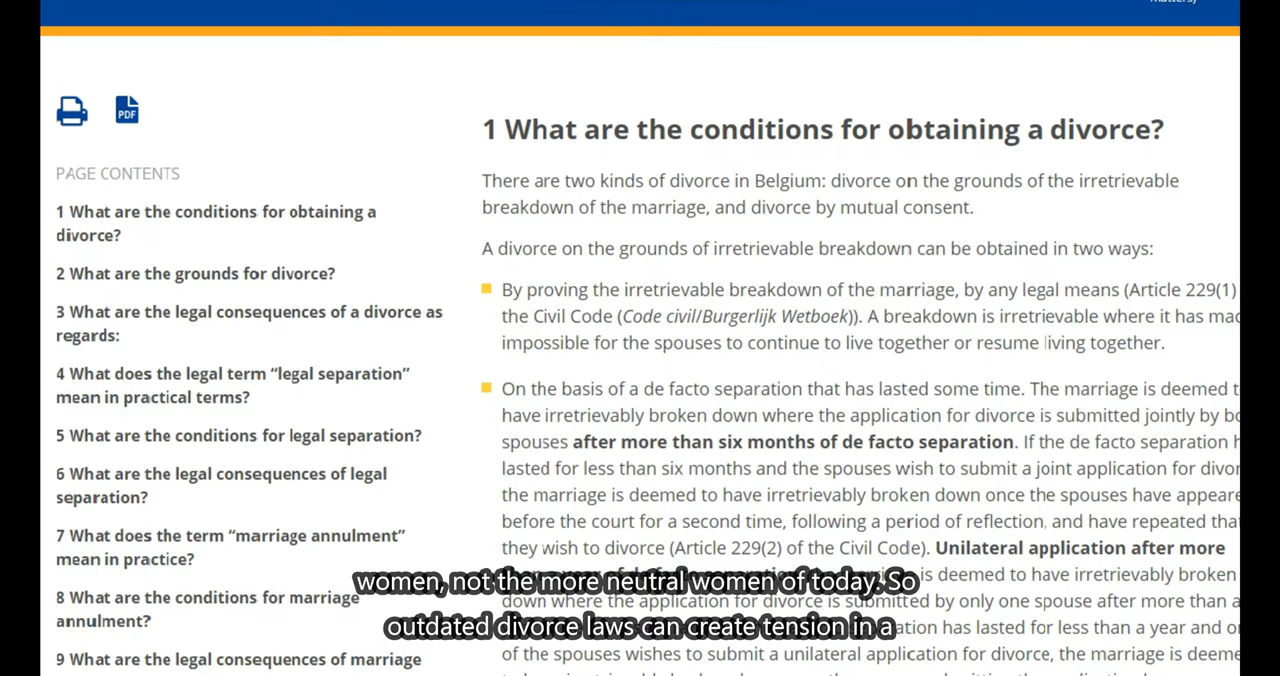 matters)
PDF
PAGE CONTENTS
1 What are the conditions for obtaining a
divorce?
2 What are the grounds for divorce?
3 What are the legal consequences of a divorce as
regards:
4 What does the legal term “legal separation”
mean in practical terms?
5 What are the conditions for legal separation?
6 What are the legal consequences of legal
separation?
7 What does the term “marriage annulment”
mean in practice?
8 What are the conditions for marriage
annulment?
9 What are the legal consequences of marriage
1 What are the conditions for obtaining a divorce?
There are two kinds of divorce in Belgium: divorce on the grounds of the irretrievable
breakdown of the marriage, and divorce by mutual consent.
A divorce on the grounds of irretrievable breakdown can be obtained in two ways:
By proving the irretrievable breakdown of the marriage, by any legal means (Article 229(1)
the Civil Code (Code civil/Burgerlijk Wetboek)). A breakdown is irretrievable where it has
impossible for the spouses to continue to live together or resume living together.
On the basis of a de facto separation that has lasted some time. The marriage is deemed
have irretrievably broken down where the application for divorce is submitted jointly by
spouses after more than six months of de facto separation. If the de facto separation
lasted for less than six months and the spouses wish to submit a joint application for
the marriage is deemed to have irretrievably broken down once the spouses have
before the court for a second time, following a period of reflection, and have repeated
they wish to divorce (Article 229(2) of the Civil Code). Unilateral application after more
is deemed to have irretrievably broken
down where the application for divorce is submitted by only one spouse after more than a
has lasted for less than a year and
of the spouses wishes to submit a unilateral application for divorce, the marriage is
women, not the more neutral women of today. So
outdated divorce laws can create tension in a